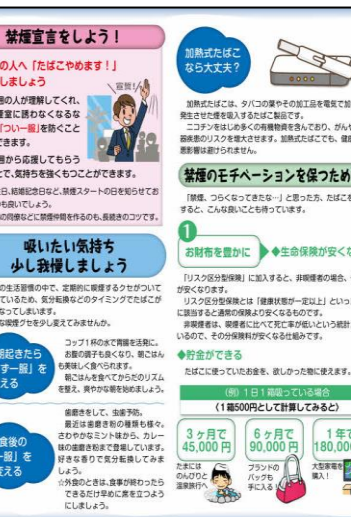 禁煙宣言をしよう！
の人へ「たばこやめます！」
しましょう
宣誓！
囲の人が理解してくれ、
煙室に誘わなくなるな
「つい一服」を防ぐこと
できます。
囲から応援してもらう
とで、気持ちを強くもつことができます。
生日、結婚記念日など、禁煙スタートの日を知らせてお
も良いでしょう。
の同僚などに禁煙仲間を作るのも、長続きのコツです。
吸いたい気持ち
少し我慢しましょう
の生活習慣の中で、定期的に喫煙するクセがついて
ているため、気分転換などのタイミングでたばこが
なってしまいます。
な喫煙グセを少し変えてみませんか。
朝起きたら
ず一服」を
える
コップ1杯の水で胃腸を活発に。
お腹の調子も良くなり、朝ごはん
も美味しく食べられます。
朝ごはんを食べてからだのリズム
を整え、爽やかな朝を始めましょう。
食後の
一服」を
える
歯磨きをして、虫歯予防。
最近は歯磨き粉の種類も様々。
さわやかなミント味から、カレー
味の歯磨き粉まで登場しています。
好きな香りで気分転換してみま
しょう。
☆外食のときは、食事が終わったら
できるだけ早めに席を立つよう
にしましょう。
加熱式たばこ
なら大丈夫？
加熱式たばこは、タバコの葉やその加工品を電気で加
発生させた煙を吸入するたばこ製品です。
ニコチンをはじめ多くの有機物質を含んでおり、がんや
器疾患のリスクを増大させます。加熱式たばこでも、健康
悪影響は避けられません。
禁煙のモチベーションを保つため
「禁煙、つらくなってきたな…」と思った方、たばこを
すると、こんな良いことも待っています。
1
お財布を豊かに
◆生命保険が安くな
「リスク区分型保険」に加入すると、非喫煙者の場合、
が安くなります。
リスク区分型保険とは「健康状態が一定以上」といっ
に該当すると通常の保険より安くなるものです。
非喫煙者は、喫煙者に比べて死亡率が低いという統計
いるので、その分保険料が安くなる仕組みです。
◆貯金ができる
たばこに使っていたお金を、欲しかった物に使えます。
（例）1日1箱吸っている場合
（1箱500円として計算してみると）
3ヶ月で
45,000円
6ヶ月で
90,000円
1年で
180,000
たまには
のんびりと
温泉旅行へ
ブランドの
バッグも
手に入る
大型家電を
購入！